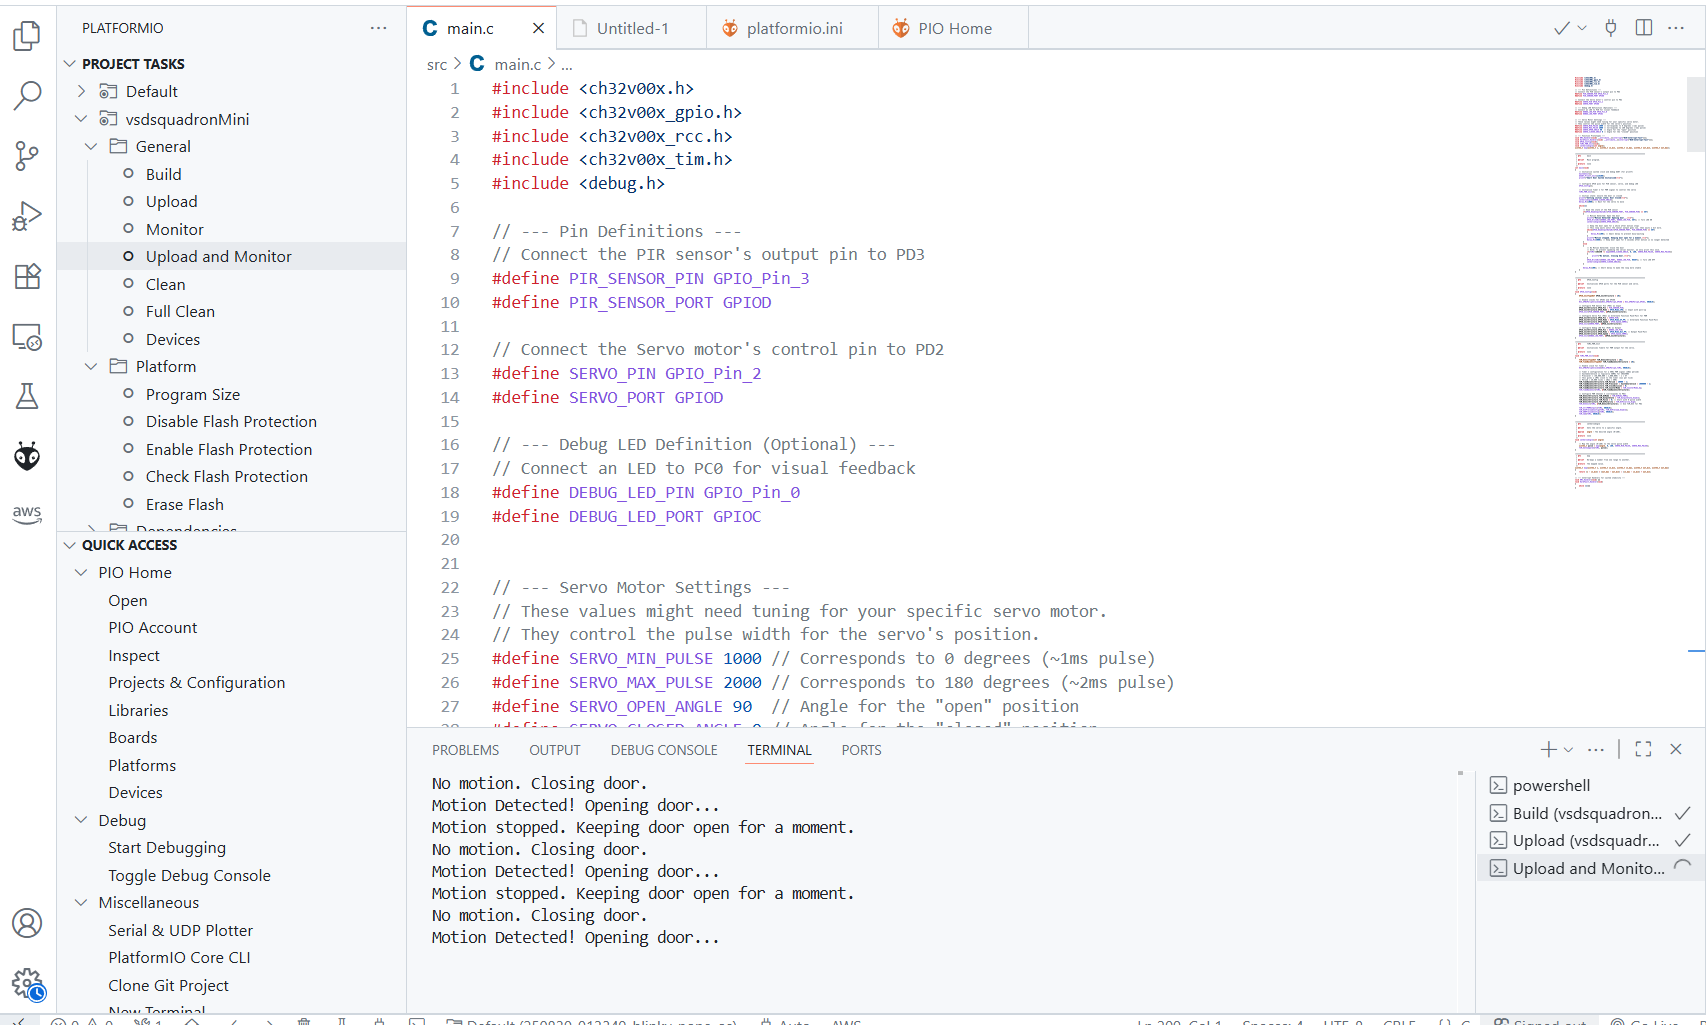 PLATFORMIO
PROJECT TASKS
Default
vsdsquadronMini
General
Build
Upload
Monitor
Upload and Monitor
Clean
Full Clean
Devices
Platform
Program Size
Disable Flash Protection
Enable Flash Protection
Check Flash Protection
Erase Flash
Dependencies
QUICK ACCESS
PIO Home
Open
PIO Account
Inspect
Projects & Configuration
Libraries
Boards
Platforms
Devices
Debug
Start Debugging
Toggle Debug Console
Miscellaneous
Serial & UDP Plotter
PlatformIO Core CLI
Clone Git Project
New Terminal
aws
C main.c
Untitled-1
platformio.ini
PIO Home
src > C main.c > ...
1 #include <ch32v00x.h>
2 #include <ch32v00x_gpio.h>
3 #include <ch32v00x_rcc.h>
4 #include <ch32v00x_tim.h>
5 #include <debug.h>
6
7 // --- Pin Definitions ---
8 // Connect the PIR sensor's output pin to PD3
9 #define PIR_SENSOR_PIN GPIO_Pin_3
10 #define PIR_SENSOR_PORT GPIOD
11
12 // Connect the Servo motor's control pin to PD2
13 #define SERVO_PIN GPIO_Pin_2
14 #define SERVO_PORT GPIOD
15
16 // --- Debug LED Definition (Optional) ---
17 // Connect an LED to PC0 for visual feedback
18 #define DEBUG_LED_PIN GPIO_Pin_0
19 #define DEBUG_LED_PORT GPIOC
20
21
22 // --- Servo Motor Settings ---
23 // These values might need tuning for your specific servo motor.
24 // They control the pulse width for the servo's position.
25 #define SERVO_MIN_PULSE 1000 // Corresponds to 0 degrees (~1ms pulse)
26 #define SERVO_MAX_PULSE 2000 // Corresponds to 180 degrees (~2ms pulse)
27 #define SERVO_OPEN_ANGLE 90 // Angle for the "open" position
28 #define SERVO_CLOSED_ANGLE 0 // Angle for the "closed" position
PROBLEMS OUTPUT DEBUG CONSOLE TERMINAL PORTS
No motion. Closing door.
Motion Detected! Opening door...
Motion stopped. Keeping door open for a moment.
No motion. Closing door.
Motion Detected! Opening door...
Motion stopped. Keeping door open for a moment.
No motion. Closing door.
Motion Detected! Opening door...
powershell
Build (vsdsquadron...
Upload (vsdsquadr...
Upload and Monito...